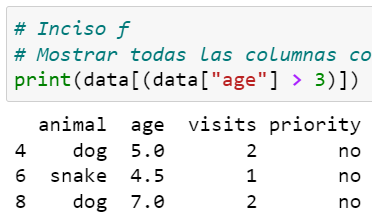 # Inciso f
# Mostrar todas las columnas co
print(data[(data["age"] > 3)])
animal age visits priority
4 dog 5.0 2 no
6 snake 4.5 1 no
8 dog 7.0 2 no